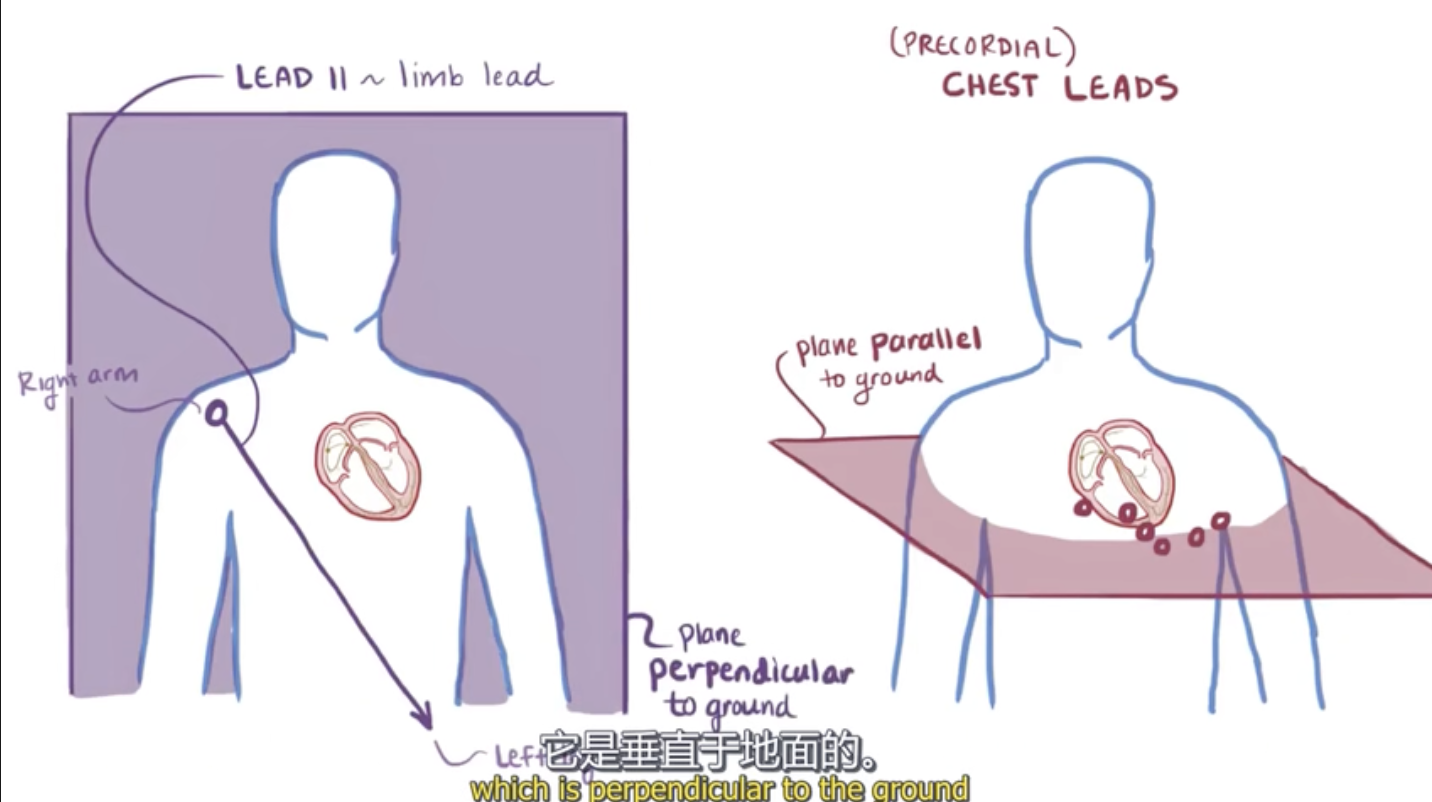 LEAD II ~ limb lead
(PRECORDIAL)
CHEST LEADS
Right arm
plane parallel
to ground
plane
perpendicular
to ground
Left
它是垂直于地面的。
which is perpendicular to the ground